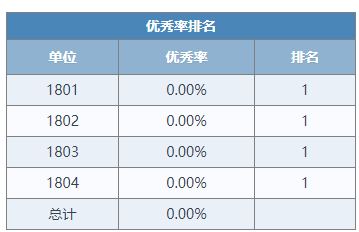 优秀率排名
单位 优秀率 排名
1801 0.00% 1
1802 0.00% 1
1803 0.00% 1
1804 0.00% 1
总计 0.00%